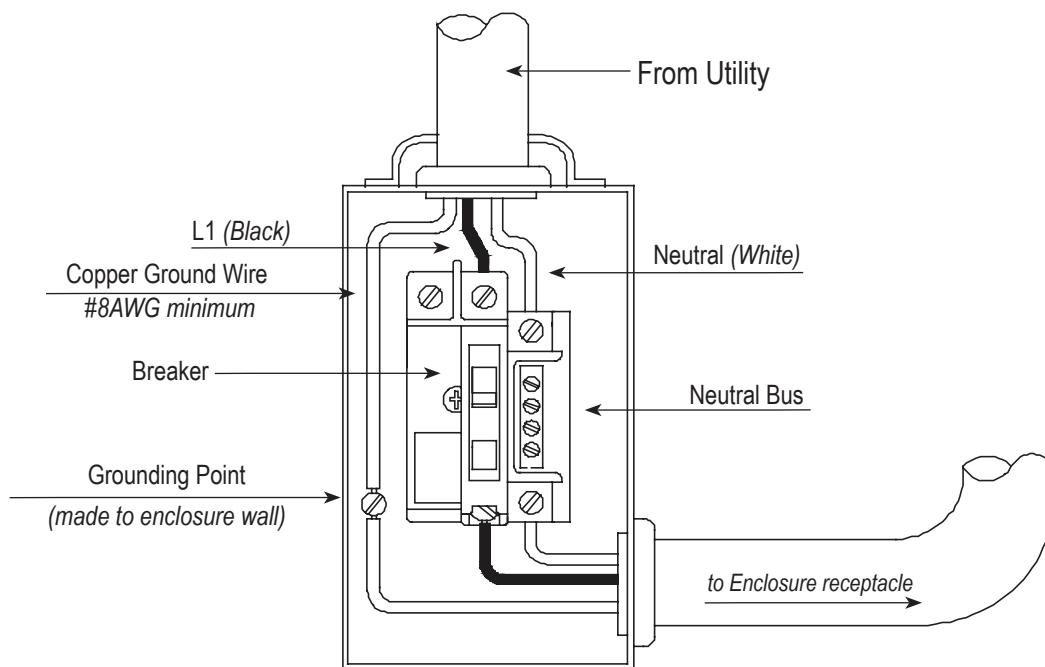 From Utility
L1 (Black)
Neutral (White)
Copper Ground Wire
#8AWG minimum
Breaker
Neutral Bus
Grounding Point
(made to enclosure wall)
to Enclosure receptacle